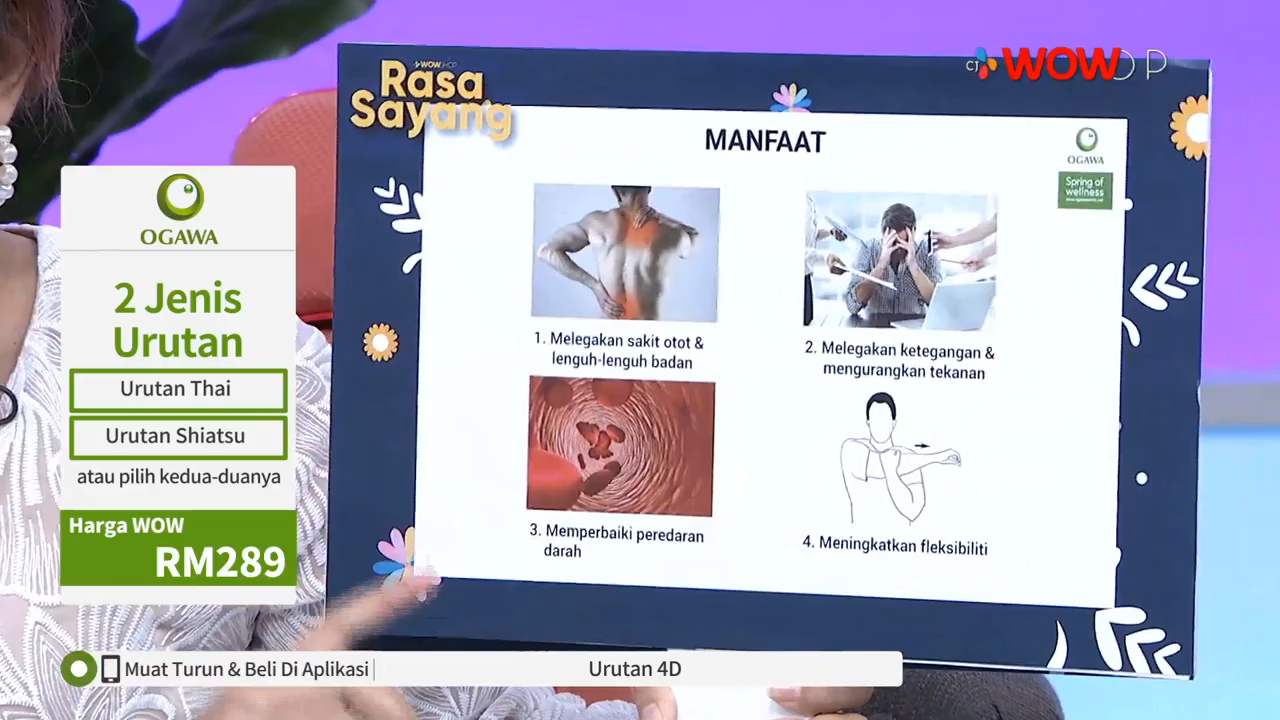 WOWSHOP
Rasa
Sayang
CJ WOW OP
MANFAAT
OGAWA
Spring of
wellness
1. Melegakan sakit otot &
lenguh-lenguh badan
2. Melegakan ketegangan &
mengurangkan tekanan
3. Memperbaiki peredaran
darah
4. Meningkatkan fleksibiliti
OGAWA
2 Jenis
Urutan
Urutan Thai
Urutan Shiatsu
atau pilih kedua-duanya
Harga WOW
RM289
Muat Turun & Beli Di Aplikasi
Urutan 4D